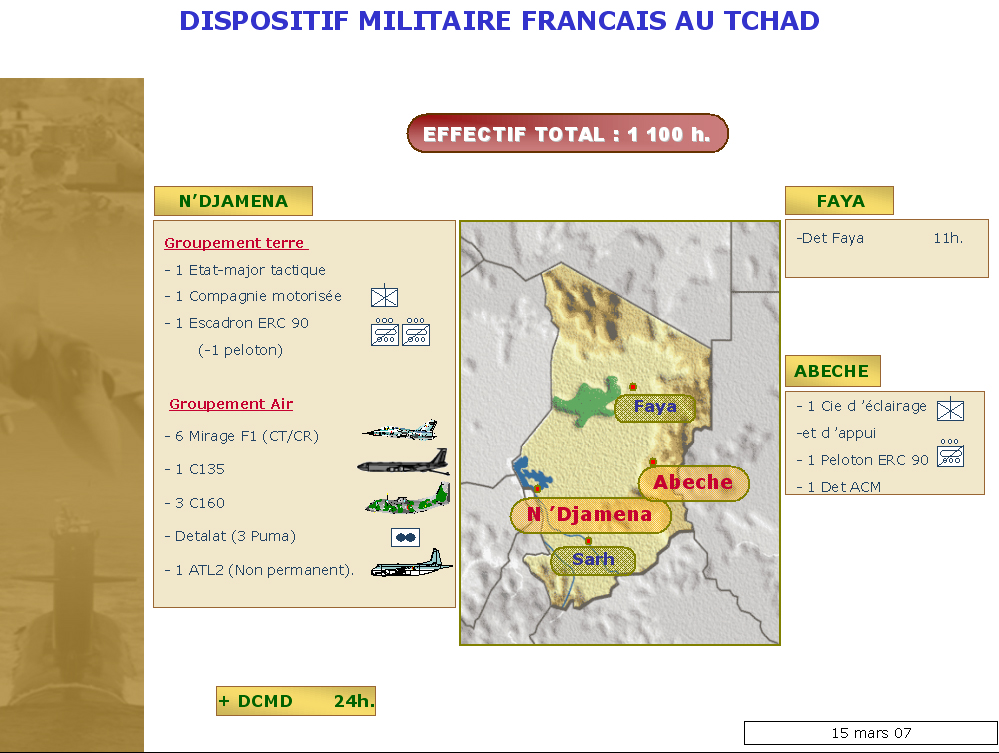 DISPOSITIF MILITAIRE FRANCAIS AU TCHAD
EFFECTIF TOTAL : 1 100 h.
N’DJAMENA
Groupement terre
- 1 Etat-major tactique
- 1 Compagnie motorisée
- 1 Escadron ERC 90
(-1 peloton)
Groupement Air
- 6 Mirage F1 (CT/CR)
- 1 C135
- 3 C160
- Detalat (3 Puma)
- 1 ATL2 (Non permanent).
+ DCMD 24h.
Faya
Abeche
N ’Djamena
Sarh
FAYA
-Det Faya 11h.
ABECHE
- 1 Cie d ’éclairage
-et d ’appui
- 1 Peloton ERC 90
- 1 Det ACM
15 mars 07